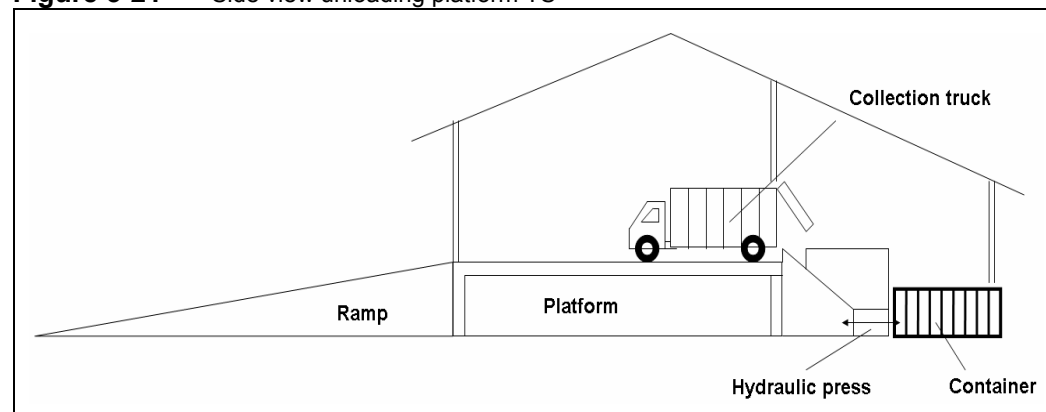 Side view unloading platform TS
Collection truck
Ramp
Platform
Hydraulic press
Container